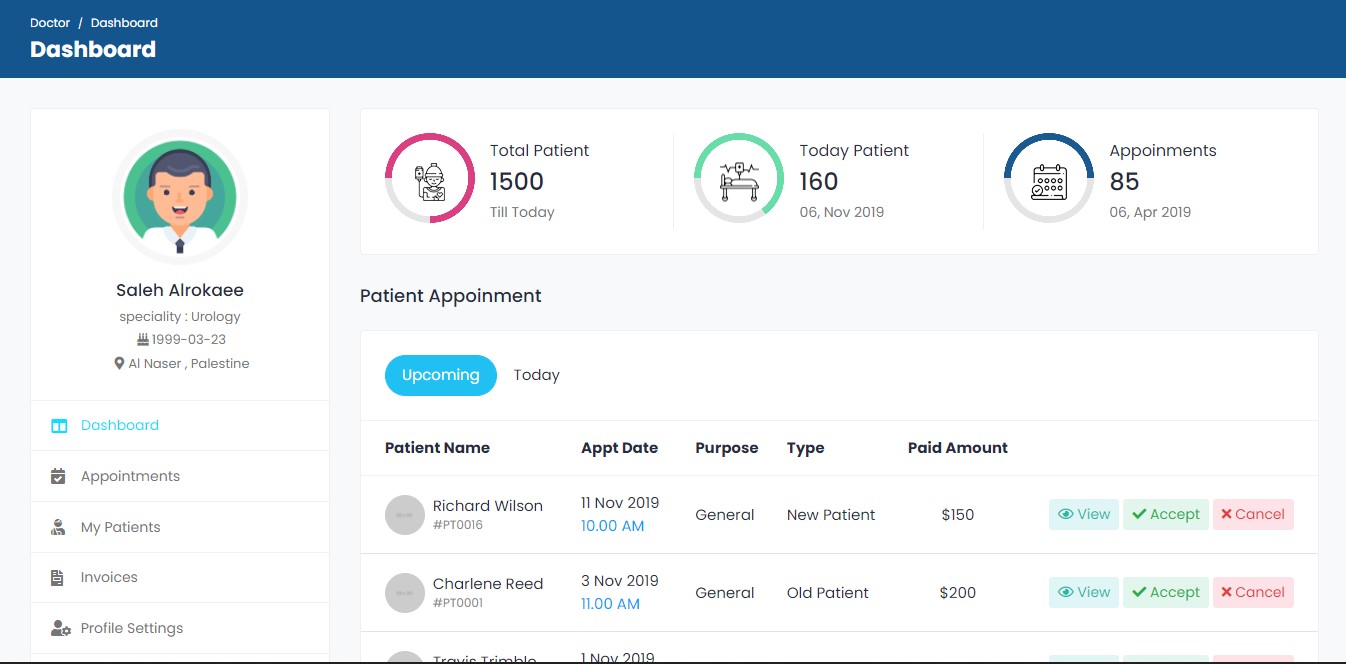 Doctor / Dashboard
Dashboard
Saleh Alrokaee
speciality : Urology
1999-03-23
Al Naser , Palestine
Dashboard
Appointments
My Patients
Invoices
Profile Settings
Total Patient
1500
Till Today
Today Patient
160
06, Nov 2019
Appoinments
85
06, Apr 2019
Patient Appoinment
Upcoming Today
Patient Name Appt Date Purpose Type Paid Amount
Richard Wilson
#PT0016
11 Nov 2019
10.00 AM
General New Patient $150 View Accept Cancel
Charlene Reed
#PT0001
3 Nov 2019
11.00 AM
General Old Patient $200 View Accept Cancel
Travis Trimble
1 Nov 2019